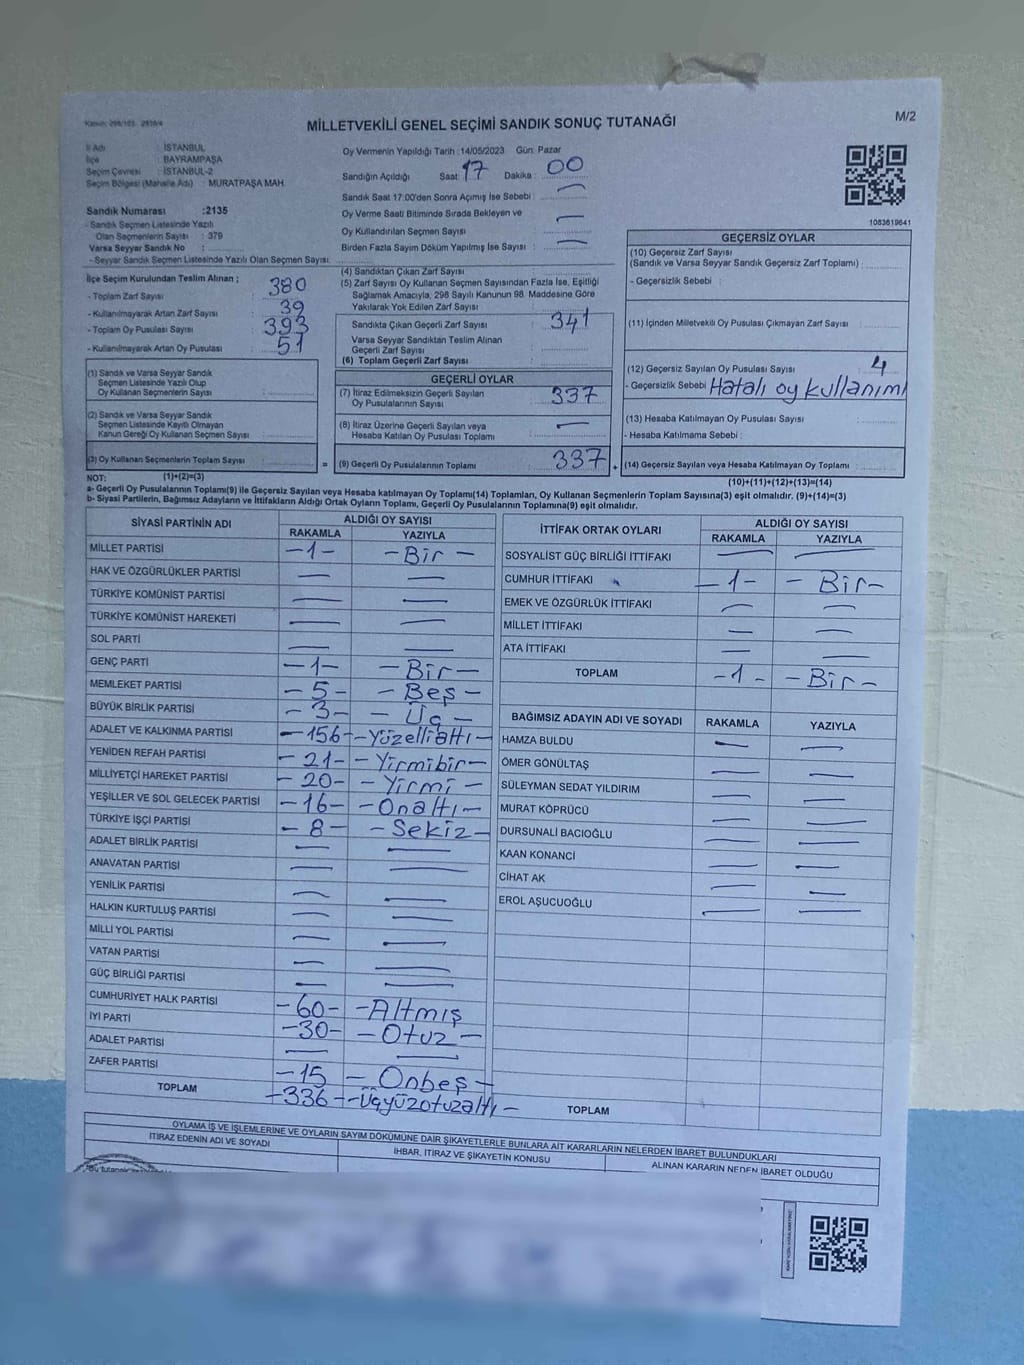 MİLLETVEKİLİ GENEL SEÇİMİ SANDIK SONUÇ TUTANAĞI
M/2
İl Adı : İSTANBUL
İlçe : BAYRAMPAŞA
Seçim Çevresi : İSTANBUL-2
Seçim Bölgesi (Mahalle Adı) : MURATPAŞA MAH.
Sandık Numarası :2135
- Sandık Seçmen Listesinde Yazılı
Olan Seçmenlerin Sayısı : 379
Varsa Seyyar Sandık No :
- Seyyar Sandık Listesinde Yazılı Olan Seçmen Sayısı:
Oy Vermenin Yapıldığı Tarih :14/05/2023 Gün: Pazar
Sandığın Açıldığı Saat: 17 Dakika : 00
Sandık Saat 17:00'den Sonra Açımış İse Sebebi :
Oy Verme Saati Bitiminde Sırada Bekleyen ve
Oy Kullandırılan Seçmen Sayısı :
Birden Fazla Sayım Döküm Yapılmış İse Sayısı :
1083619641
İlçe Seçim Kurulundan Teslim Alınan ;
- Toplam Zarf Sayısı 380
- Kullanılmayarak Artan Zarf Sayısı : 39
- Toplam Oy Pusulası Sayısı 393
- Kullanılmayarak Artan Oy Pusulası 51
(1) Sandık ve Varsa Seyyar Sandık
Seçmen Listesinde Yazılı Olup
Oy Kullanan Seçmenlerin Sayısı :
(2) Sandık ve Varsa Seyyar Sandık
Seçmen Listesinde Kayıtlı Olmayan
Kanun Gereği Oy Kullanan Seçmen Sayısı :
(3) Oy Kullanan Seçmenlerin Toplam Sayısı
(1)+(2)=(3)
(4) Sandıktan Çıkan Zarf Sayısı :
(5) Zarf Sayısı Oy Kullanan Seçmen Sayısından Fazla İse, Eşitliği
Sağlamak Amacıyla, 298 Sayılı Kanunun 98. Maddesine Göre
Yakılarak Yok Edilen Zarf Sayısı :
Sandıkta Çıkan Geçerli Zarf Sayısı : 341
Varsa Seyyar Sandıktan Teslim Alınan
Geçerli Zarf Sayısı :
(6) Toplam Geçerli Zarf Sayısı :
GEÇERLİ OYLAR
(7) İtiraz Edilmeksizin Geçerli Sayılan
Oy Pusulalarının Sayısı : 337
(8) İtiraz Üzerine Geçerli Sayılan veya
Hesaba Katılan Oy Pusulası Toplamı :
= (9) Geçerli Oy Pusulalarının Toplamı : 337 +
GEÇERSİZ OYLAR
(10) Geçersiz Zarf Sayısı
(Sandık ve Varsa Seyyar Sandık Geçersiz Zarf Toplamı) :
- Geçersizlik Sebebi :
(11) İçinden Milletvekili Oy Pusulası Çıkmayan Zarf Sayısı :
(12) Geçersiz Sayılan Oy Pusulası Sayısı : 4
- Geçersizlik Sebebi : Hatalı oy kullanımı
(13) Hesaba Katılmayan Oy Pusulası Sayısı :
- Hesaba Katılmama Sebebi :
(14) Geçersiz Sayılan veya Hesaba Katılmayan Oy Toplamı :
(10)+(11)+(12)+(13)=(14)
NOT:
a- Geçerli Oy Pusulalarının Toplamı(9) ile Geçersiz Sayılan veya Hesaba katılmayan Oy Toplamı(14) Toplamları, Oy Kullanan Seçmenlerin Toplam Sayısına(3) eşit olmalıdır. (9)+(14)=(3)
b- Siyasi Partilerin, Bağımsız Adayların ve İttifakların Aldığı Ortak Oyların Toplamı, Geçerli Oy Pusulalarının Toplamına(9) eşit olmalıdır.
SİYASİ PARTİNİN ADI ALDIĞI OY SAYISI
RAKAMLA YAZIYLA
MİLLET PARTİSİ -1- -Bir-
HAK VE ÖZGÜRLÜKLER PARTİSİ — —
TÜRKİYE KOMÜNİST PARTİSİ — —
TÜRKİYE KOMÜNİST HAREKETİ — —
SOL PARTİ — —
GENÇ PARTİ -1- -Bir-
MEMLEKET PARTİSİ -5- -Beş-
BÜYÜK BİRLİK PARTİSİ -3- -Üç-
ADALET VE KALKINMA PARTİSİ -156- -Yüzellialtı-
YENİDEN REFAH PARTİSİ -21- -Yirmibir-
MİLLİYETÇİ HAREKET PARTİSİ -20- -Yirmi-
YEŞİLLER VE SOL GELECEK PARTİSİ -16- -Onaltı-
TÜRKİYE İŞÇİ PARTİSİ -8- -Sekiz-
ADALET BİRLİK PARTİSİ — —
ANAVATAN PARTİSİ — —
YENİLİK PARTİSİ — —
HALKIN KURTULUŞ PARTİSİ — —
MİLLİ YOL PARTİSİ — —
VATAN PARTİSİ — —
GÜÇ BİRLİĞİ PARTİSİ — —
CUMHURİYET HALK PARTİSİ -60- -Altmış
İYİ PARTİ -30- -Otuz-
ADALET PARTİSİ — —
ZAFER PARTİSİ -15 -Onbeş-
TOPLAM -336- -Üçyüzotuzaltı-
İTTİFAK ORTAK OYLARI ALDIĞI OY SAYISI
RAKAMLA YAZIYLA
SOSYALİST GÜÇ BİRLİĞİ İTTİFAKI — —
CUMHUR İTTİFAKI -1- -Bir-
EMEK VE ÖZGÜRLÜK İTTİFAKI — —
MİLLET İTTİFAKI — —
ATA İTTİFAKI — —
TOPLAM -1- -Bir-
BAĞIMSIZ ADAYIN ADI VE SOYADI RAKAMLA YAZIYLA
HAMZA BULDU — —
ÖMER GÖNÜLTAŞ — —
SÜLEYMAN SEDAT YILDIRIM — —
MURAT KÖPRÜCÜ — —
DURSUNALİ BACIOĞLU — —
KAAN KONANCİ — —
CİHAT AK — —
EROL AŞUCUOĞLU — —
TOPLAM
OYLAMA İŞ VE İŞLEMLERİNE VE OYLARIN SAYIM DÖKÜMÜNE DAİR ŞİKAYETLERLE BUNLARA AİT KARARLARIN NELERDEN İBARET BULUNDUKLARI
İTİRAZ EDENİN ADI VE SOYADI İHBAR, İTİRAZ VE ŞİKAYETİN KONUSU ALINAN KARARIN NEDEN İBARET OLDUĞU